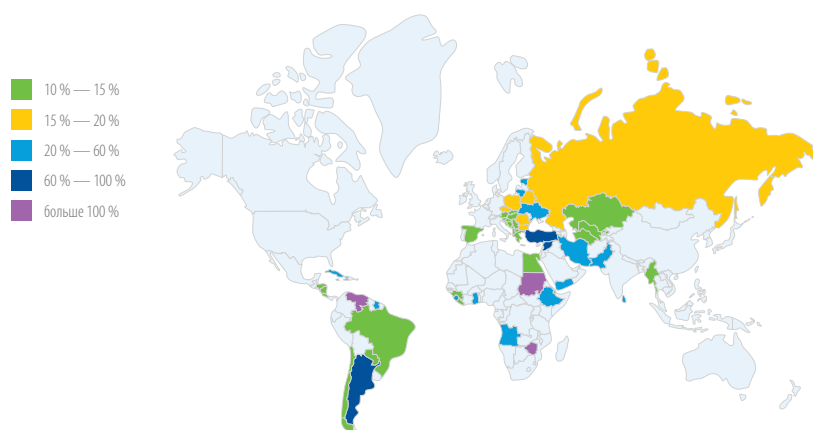 10 % — 15 %
15 % — 20 %
20 % — 60 %
60 % — 100 %
больше 100 %